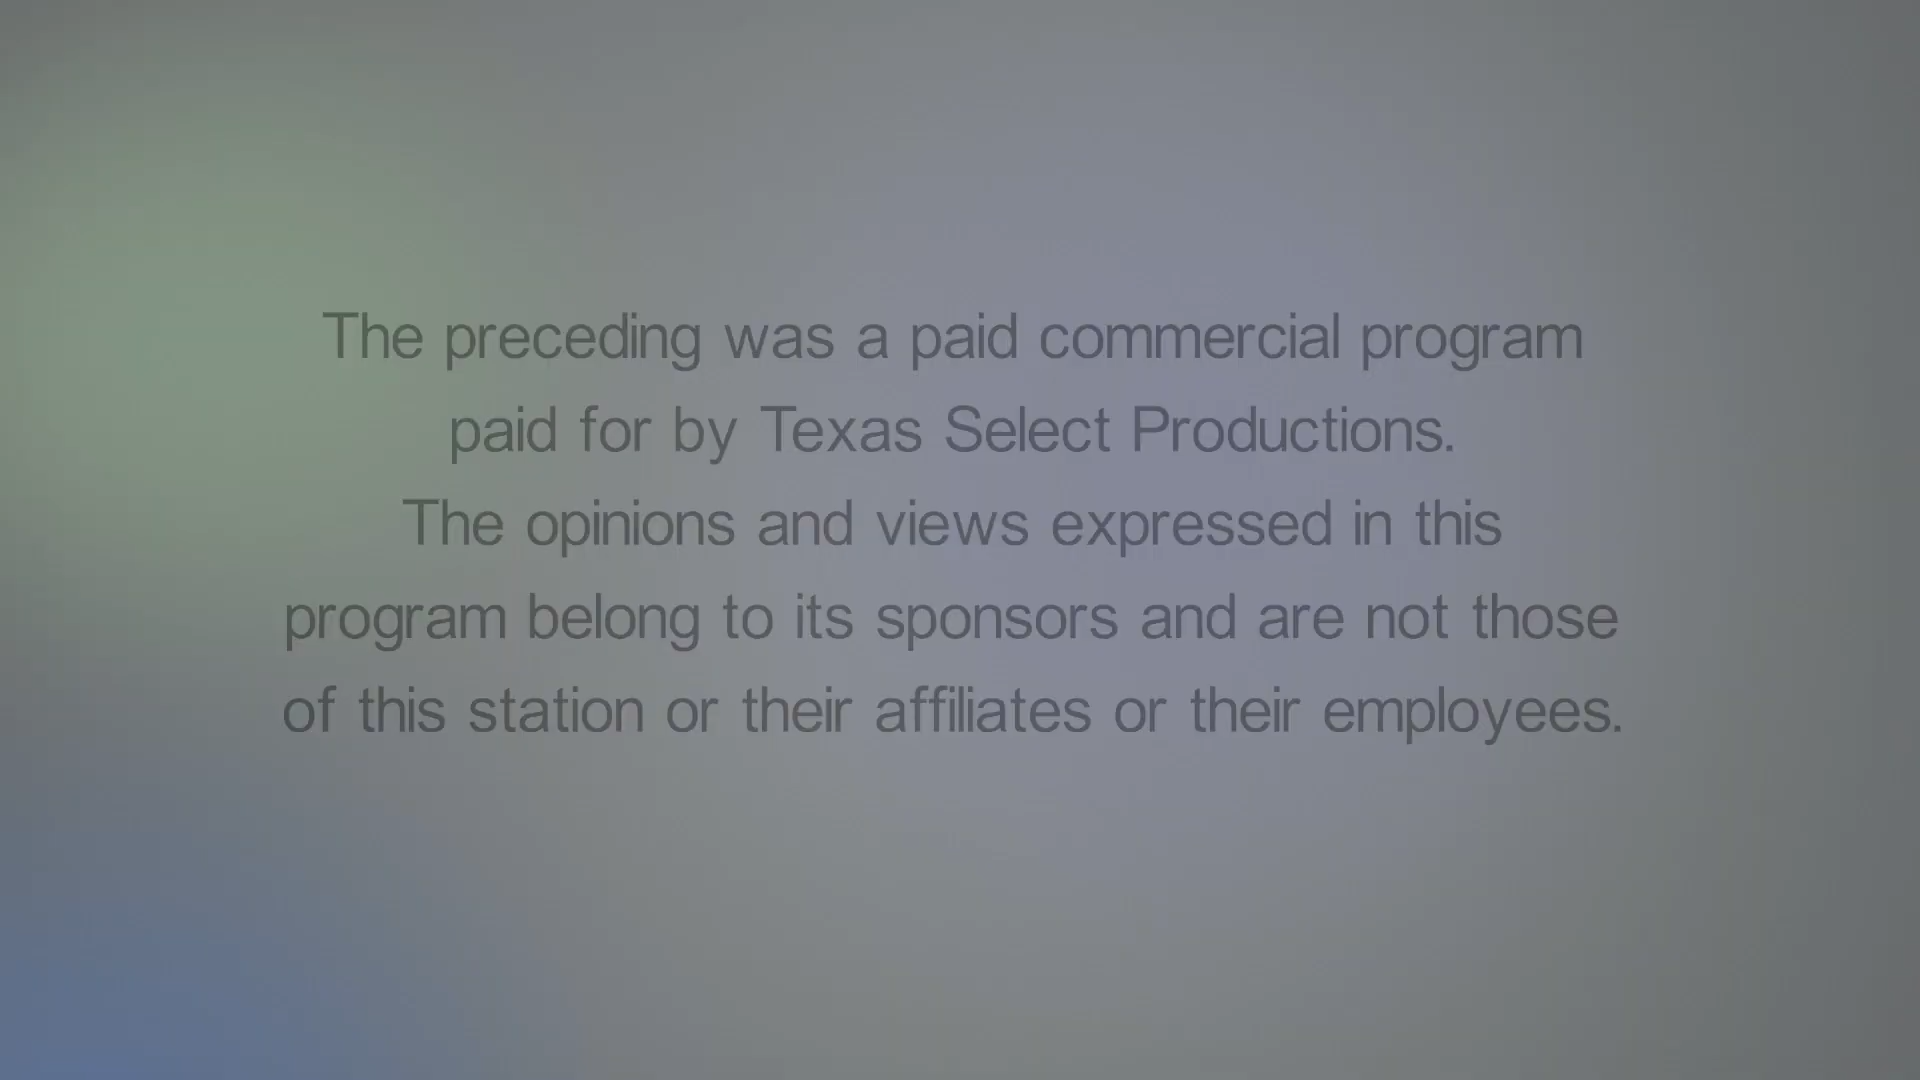 The preceding was a paid commercial program
paid for by Texas Select Productions.
The opinions and views expressed in this
program belong to its sponsors and are not those
of this station or their affiliates or their employees.